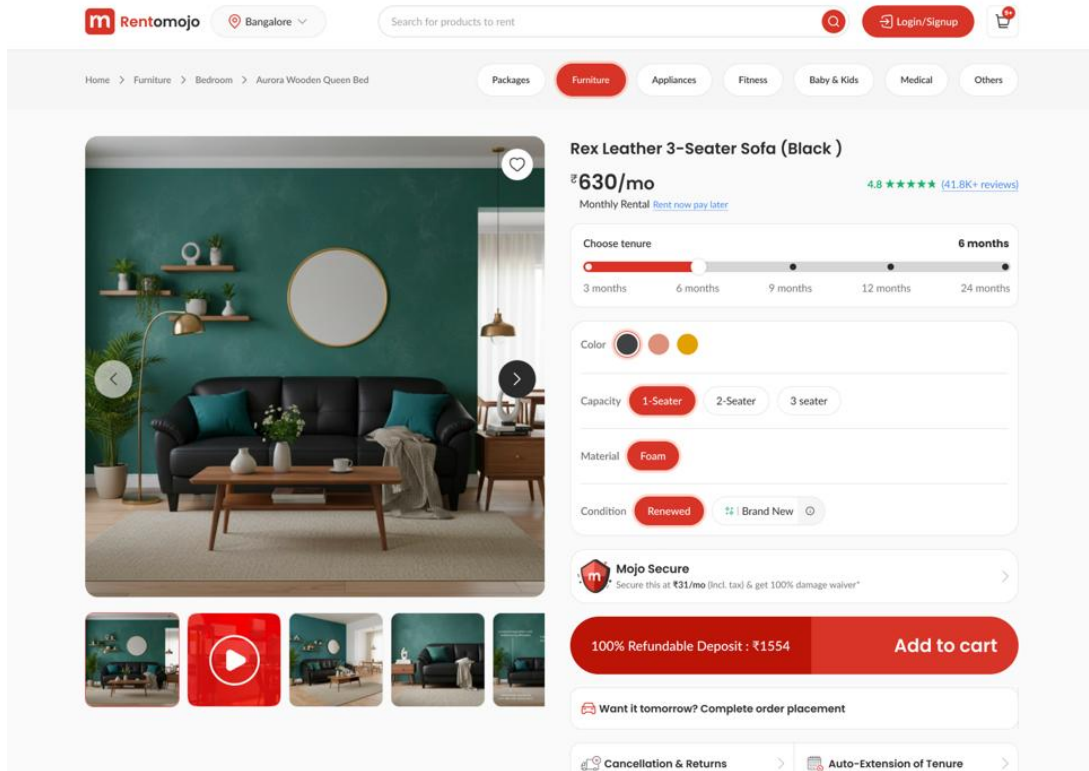 m Rentomojo
Bangalore
Search for products to rent
Login/Signup
9+
Home > Furniture > Bedroom > Aurora Wooden Queen Bed
Packages
Furniture
Appliances
Fitness
Baby & Kids
Medical
Others
Rex Leather 3-Seater Sofa (Black )
₹630/mo
4.8 ★★★★★ (41.8K+ reviews)
Monthly Rental Rent now pay later
Choose tenure 6 months
3 months 6 months 9 months 12 months 24 months
Color
Capacity 1-Seater 2-Seater 3 seater
Material Foam
Condition Renewed Brand New
m Mojo Secure
Secure this at ₹31/mo (Incl. tax) & get 100% damage waiver*
100% Refundable Deposit : ₹1554 Add to cart
Want it tomorrow? Complete order placement
Cancellation & Returns
Auto-Extension of Tenure